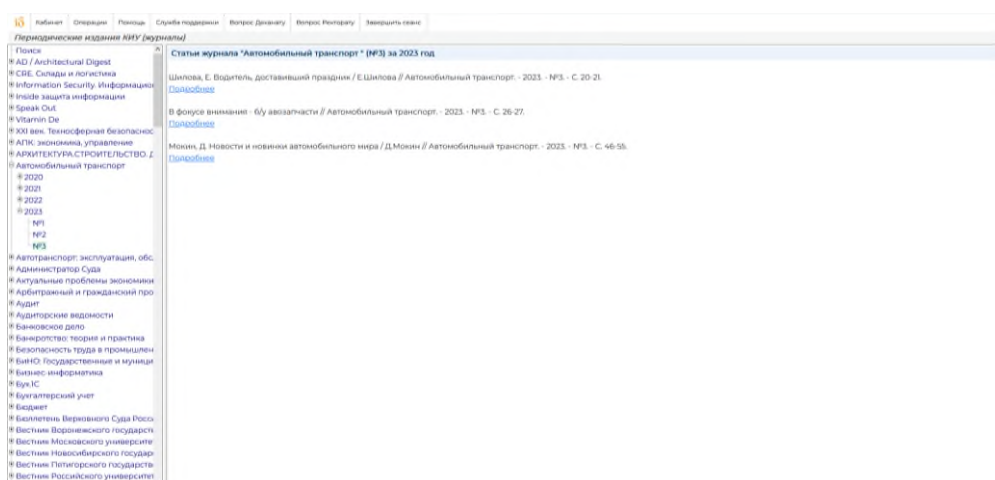 Кабинет Операции Помощь Служба поддержки Вопрос Деканату Вопрос Ректорату Завершить сеанс
Периодические издания КИУ (журналы)
Поиск
AD / Architectural Digest
CRE. Склады и логистика
Information Security. Информацион
Inside защита информации
Speak Out
Vitamin De
XXI век. Техносферная безопаснос
АПК: экономика, управление
АРХИТЕКТУРА.СТРОИТЕЛЬСТВО. Д
Автомобильный транспорт
2020
2021
2022
2023
№1
№2
№3
Автотранспорт: эксплуатация, обс
Администратор Суда
Актуальные проблемы экономики
Арбитражный и гражданский про
Аудит
Аудиторские ведомости
Банковское дело
Банкротство: теория и практика
Безопасность труда в промышлен
БиНО: Государственные и муници
Бизнес-информатика
Бух.1С
Бухгалтерский учет
Бюджет
Бюллетень Верховного Суда Росси
Вестник Воронежского государств
Вестник Московского университе
Вестник Новосибирского государ
Вестник Пятигорского государстве
Вестник Российского университет
Статьи журнала "Автомобильный транспорт " (№3) за 2023 год
Шилова, Е. Водитель, доставивший праздник / Е.Шилова // Автомобильный транспорт. - 2023. - №3. - С. 20-21.
Подробнее
В фокусе внимания - б/у авозапчасти // Автомобильный транспорт. - 2023. - №3. - С. 26-27.
Подробнее
Мокин, Д. Новости и новинки автомобильного мира / Д.Мокин // Автомобильный транспорт. - 2023. - №3. - С. 46-55.
Подробнее